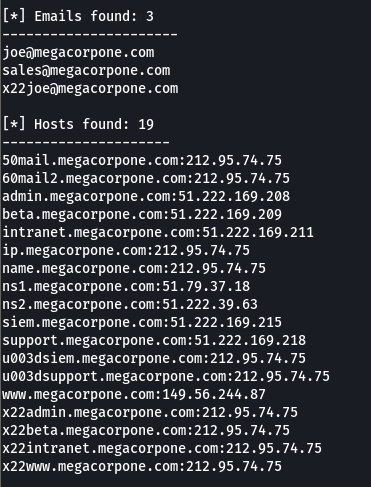 [*] Emails found: 3
----------------------
joe@megacorpone.com
sales@megacorpone.com
x22joe@megacorpone.com
[*] Hosts found: 19
---------------------
50mail.megacorpone.com:212.95.74.75
60mail2.megacorpone.com:212.95.74.75
admin.megacorpone.com:51.222.169.208
beta.megacorpone.com:51.222.169.209
intranet.megacorpone.com:51.222.169.211
ip.megacorpone.com:212.95.74.75
name.megacorpone.com:212.95.74.75
ns1.megacorpone.com:51.79.37.18
ns2.megacorpone.com:51.222.39.63
siem.megacorpone.com:51.222.169.215
support.megacorpone.com:51.222.169.218
u003dsiem.megacorpone.com:212.95.74.75
u003dsupport.megacorpone.com:212.95.74.75
www.megacorpone.com:149.56.244.87
x22admin.megacorpone.com:212.95.74.75
x22beta.megacorpone.com:212.95.74.75
x22intranet.megacorpone.com:212.95.74.75
x22www.megacorpone.com:212.95.74.75